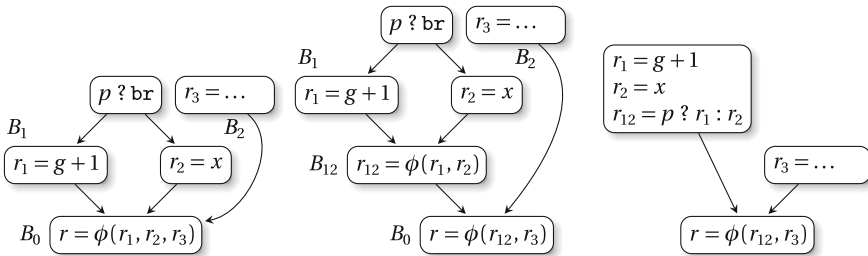 p ? br
r₃ = …
B₁
B₂
r₁ = g + 1
r₂ = x
B₀
r = ϕ(r₁, r₂, r₃)
p ? br
r₃ = …
B₁
B₂
r₁ = g + 1
r₂ = x
B₁₂
r₁₂ = ϕ(r₁, r₂)
B₀
r = ϕ(r₁₂, r₃)
r₁ = g + 1
r₂ = x
r₁₂ = p ? r₁ : r₂
r₃ = …
r = ϕ(r₁₂, r₃)